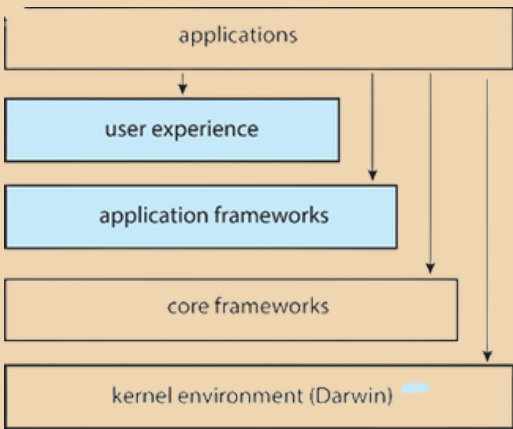 applications
user experience
application frameworks
core frameworks
kernel environment (Darwin)